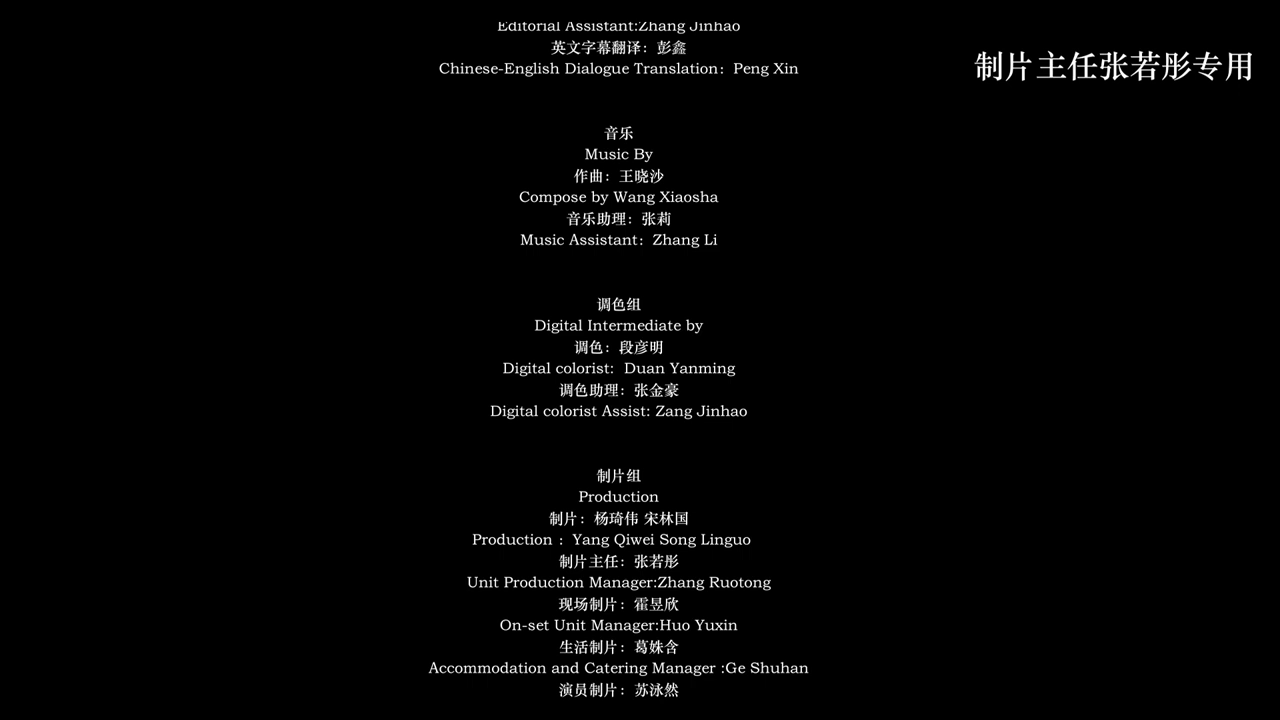 Editorial Assistant:Zhang Jinhao
英文字幕翻译：彭鑫
Chinese-English Dialogue Translation：Peng Xin
制片主任张若彤专用
音乐
Music By
作曲：王晓沙
Compose by Wang Xiaosha
音乐助理：张莉
Music Assistant：Zhang Li
调色组
Digital Intermediate by
调色：段彦明
Digital colorist：Duan Yanming
调色助理：张金豪
Digital colorist Assist: Zang Jinhao
制片组
Production
制片：杨琦伟 宋林国
Production ：Yang Qiwei Song Linguo
制片主任：张若彤
Unit Production Manager:Zhang Ruotong
现场制片：霍昱欣
On-set Unit Manager:Huo Yuxin
生活制片：葛姝含
Accommodation and Catering Manager :Ge Shuhan
演员制片：苏泳然